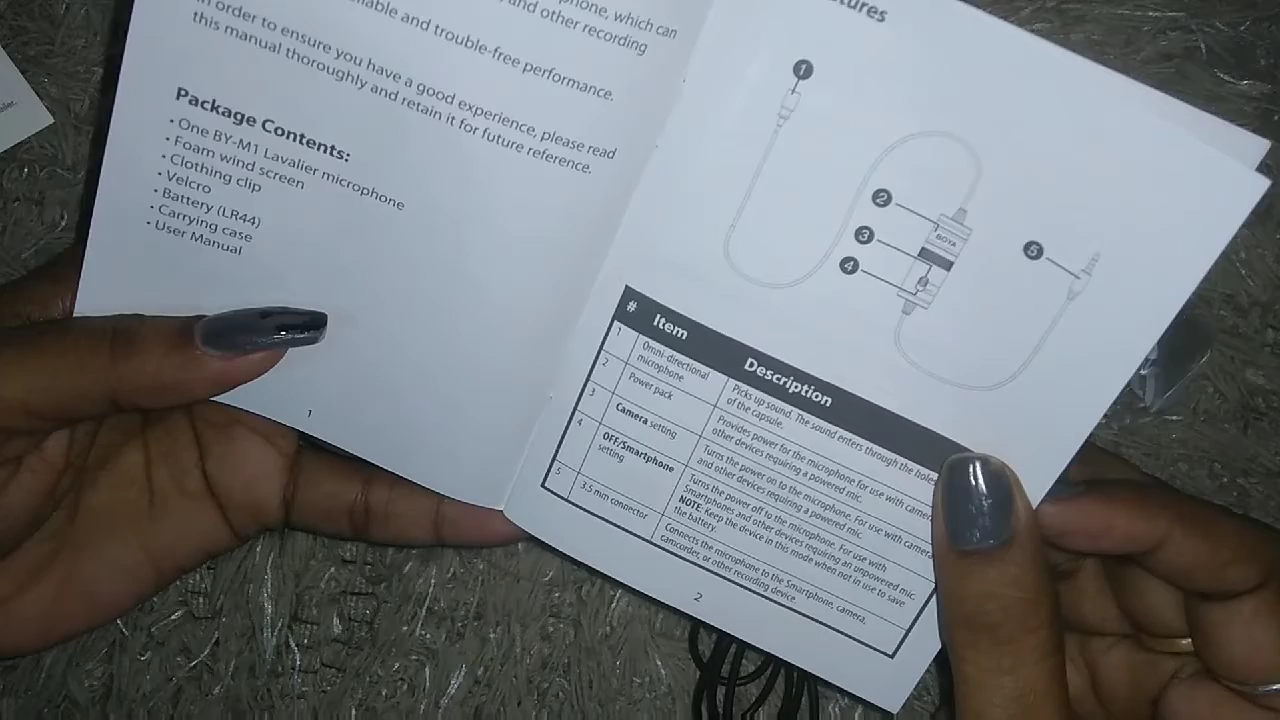 phone, which can
and other recording
liable and trouble-free performance.
In order to ensure you have a good experience, please read
this manual thoroughly and retain it for future reference.
Package Contents:
• One BY-M1 Lavalier microphone
• Foam wind screen
• Clothing clip
• Velcro
• Battery (LR44)
• Carrying case
• User Manual
1
tures
1
2
3
4
5
BOYA
# Item Description
1 Omni-directional
microphone
Picks up sound. The sound enters through the holes
of the capsule.
2 Power pack
Provides power for the microphone for use with camera
other devices requiring a powered mic.
3 Camera setting
Turns the power on to the microphone. For use with camera
and other devices requiring a powered mic.
4 OFF/Smartphone
setting
Turns the power off to the microphone. For use with
Smartphones and other devices requiring an unpowered mic
NOTE: Keep the device in this mode when not in use to save
the battery.
5 3.5 mm connector
Connects the microphone to the Smartphone, camera,
camcorder, or other recording device.
2